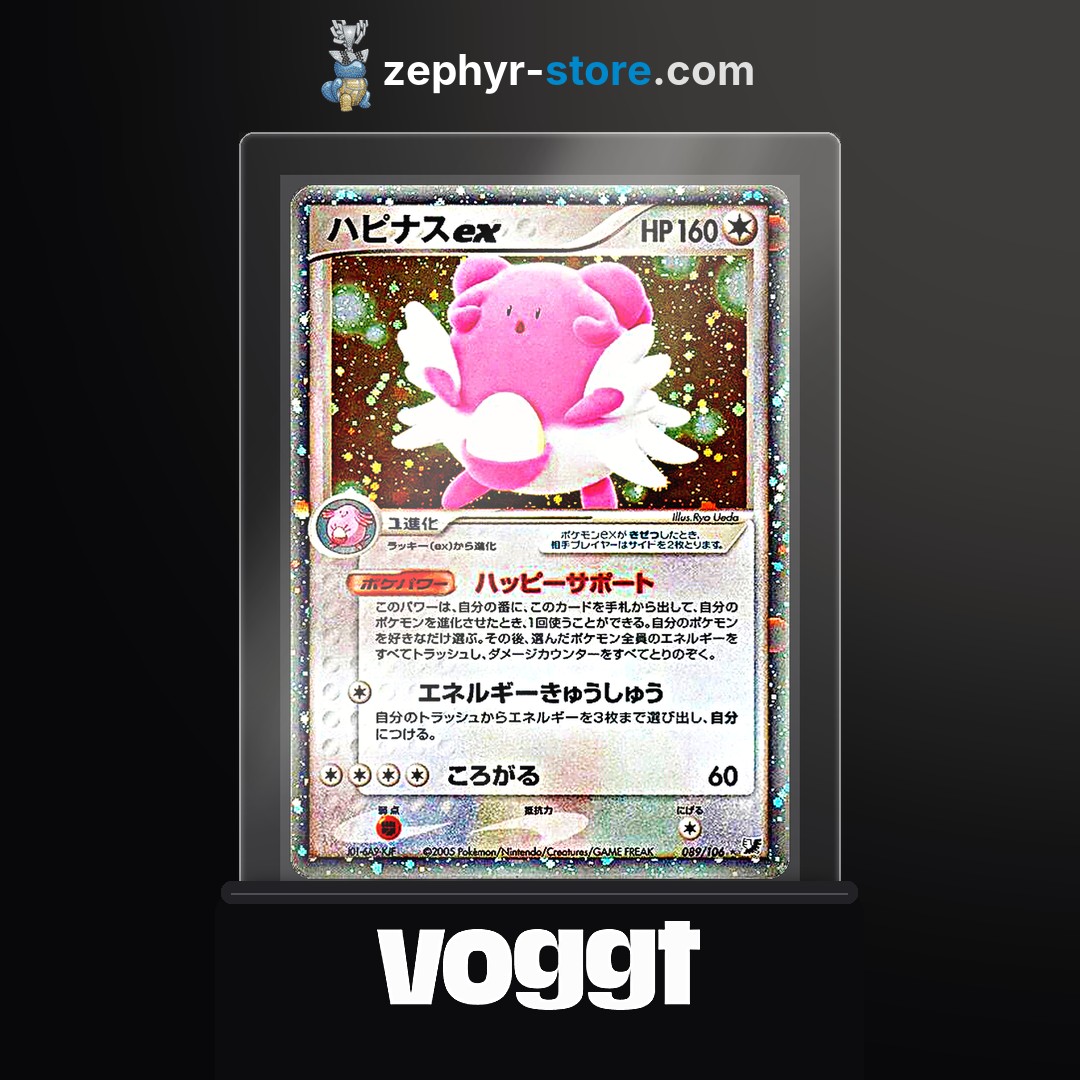 zephyr-store.com
ハピナスex HP160
Illus.Ryo Ueda
1進化
ラッキー(ex)から進化
ポケモンexがきぜつしたとき、
相手プレイヤーはサイドを2枚とります。
ポケパワー ハッピーサポート
このパワーは、自分の番に、このカードを手札から出して、自分の
ポケモンを進化させたとき、1回使うことができる。自分のポケモン
を好きなだけ選ぶ。その後、選んだポケモン全員のエネルギーを
すべてトラッシュし、ダメージカウンターをすべてとりのぞく。
エネルギーきゅうしゅう
自分のトラッシュからエネルギーを3枚まで選び出し、自分
につける。
ころがる 60
弱点 抵抗力 にげる
©2005 Pokémon/Nintendo/Creatures/GAME FREAK 089/106
voggt